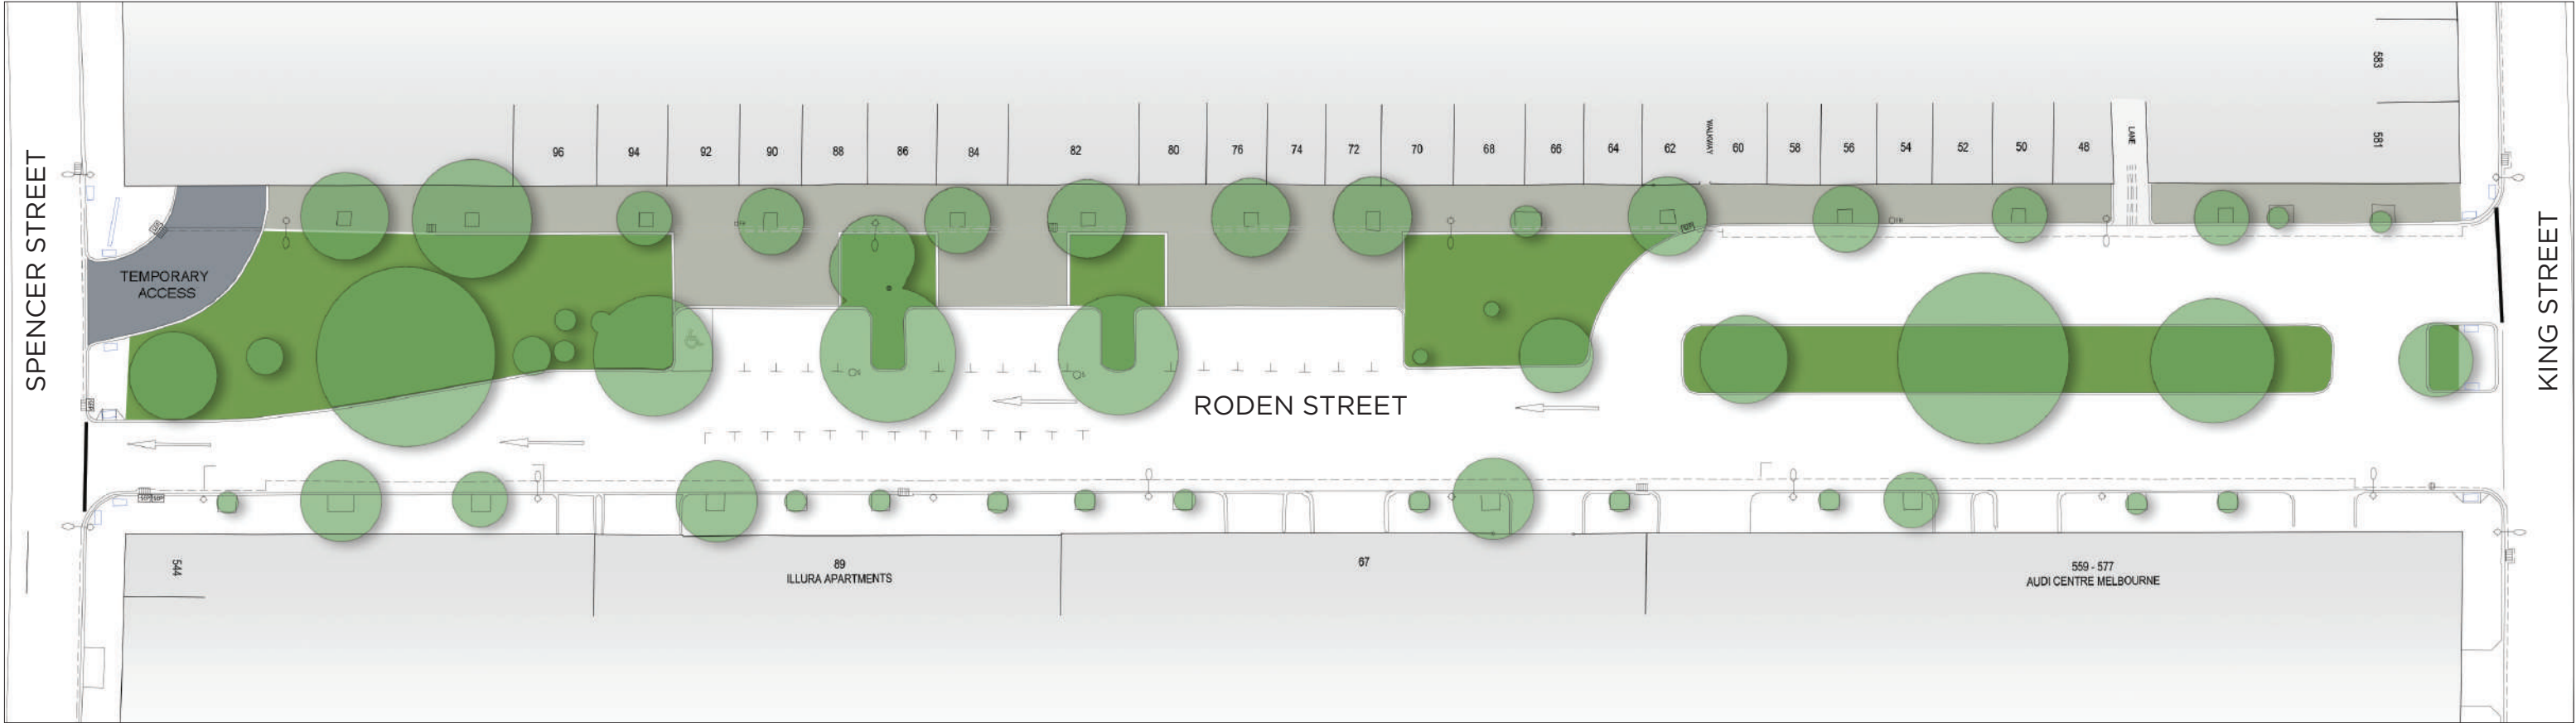 583
581
SPENCER STREET
96
94
92
90
88
86
84
82
80
76
74
72
70
68
66
64
62
WALKWAY
60
58
56
54
52
50
48
LANE
TEMPORARY
ACCESS
KING STREET
RODEN STREET
544
89
ILLURA APARTMENTS
67
559 - 577
AUDI CENTRE MELBOURNE